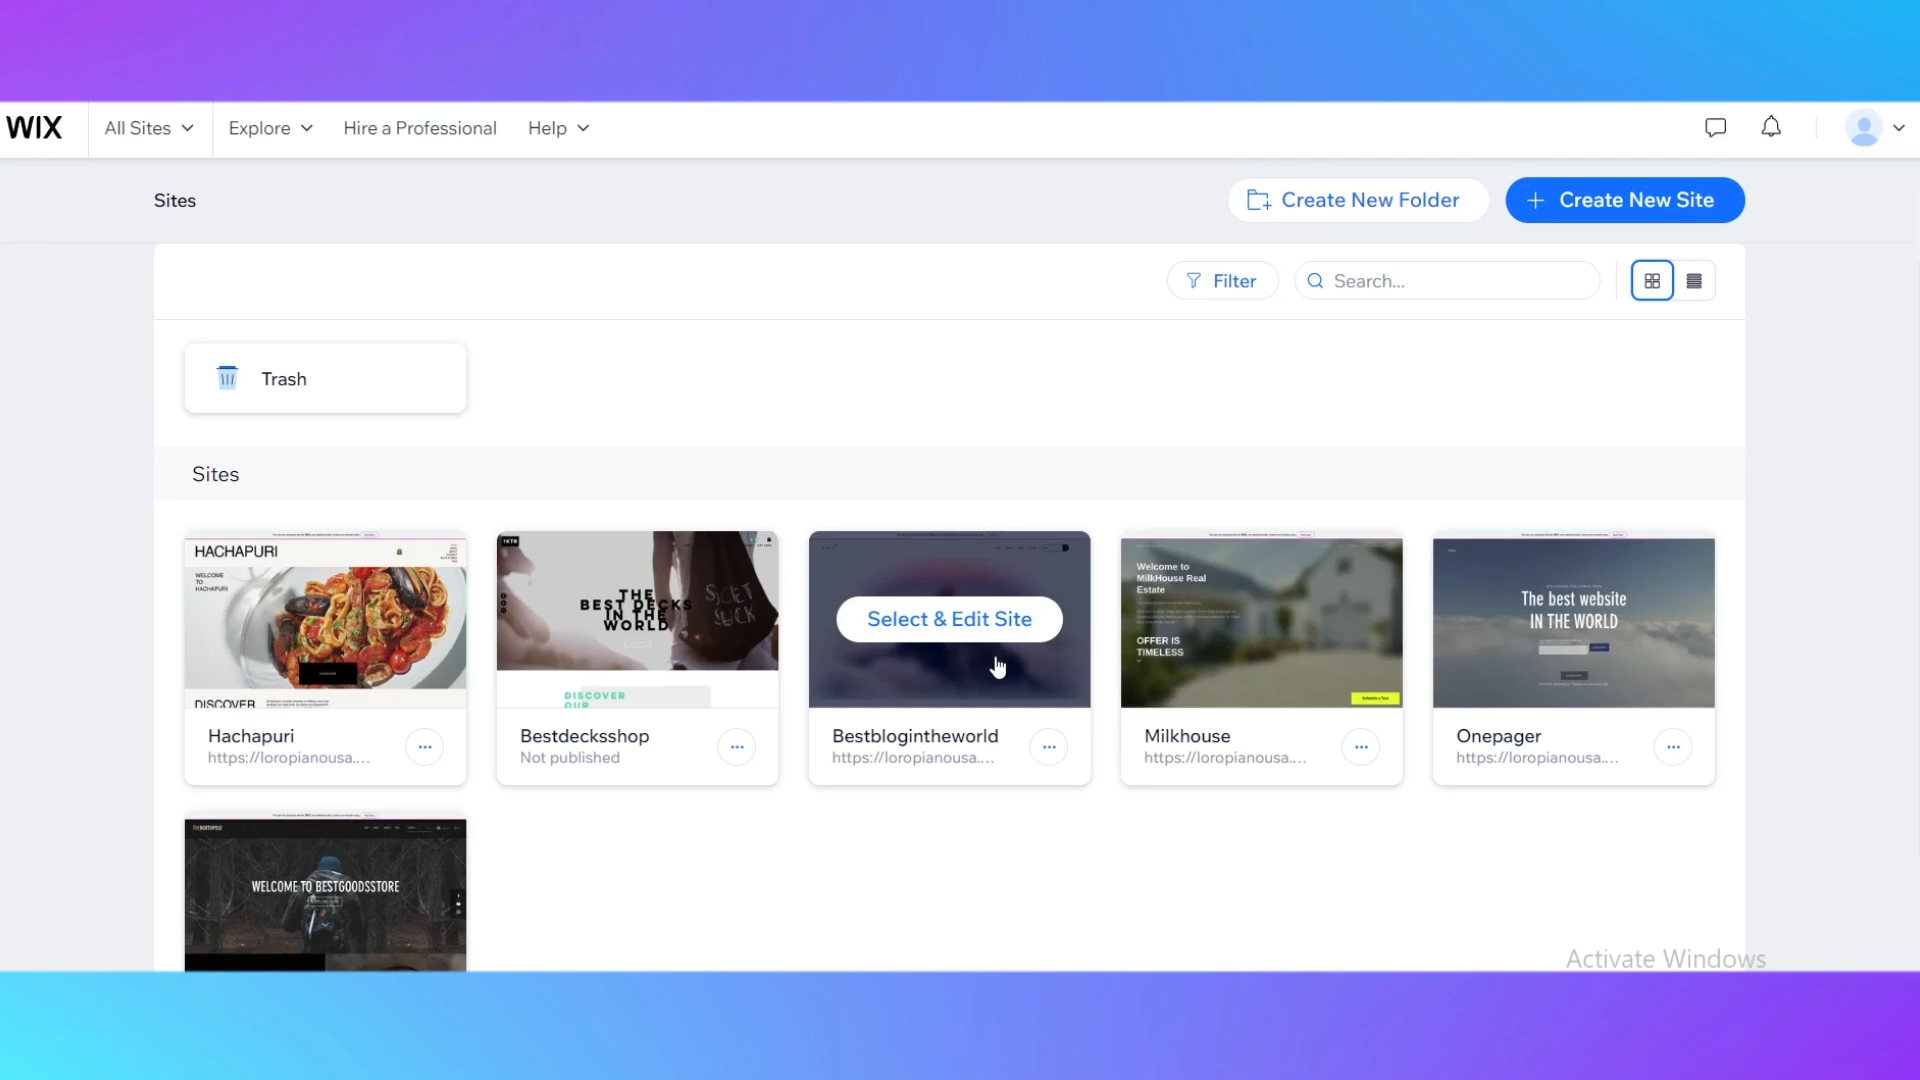 WIX
All Sites
Explore
Hire a Professional
Help
Sites
Create New Folder
Create New Site
Filter
Search...
Trash
Sites
HACHAPURI
WELCOME
TO
HACHAPURI
DISCOVER
Hachapuri
https://loropianousa....
THE
BEST DECKS
IN THE
WORLD
DISCOVER
OUR
Bestdecksshop
Not published
Select & Edit Site
Bestblogintheworld
https://loropianousa....
Welcome to
MilkHouse Real
Estate
OFFER IS
TIMELESS
Schedule a Tour
Milkhouse
https://loropianousa....
The best website
IN THE WORLD
Onepager
https://loropianousa....
WELCOME TO BESTGOODSSTORE
Activate Windows